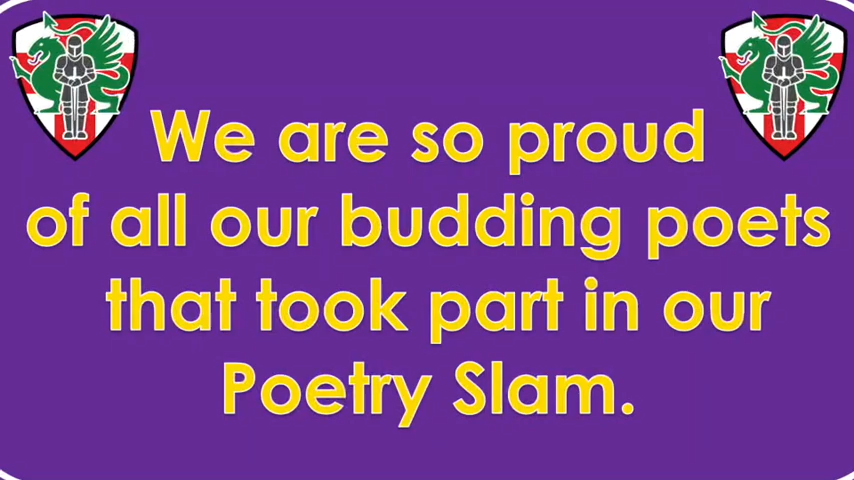 We are so proud
of all our budding poets
that took part in our
Poetry Slam.